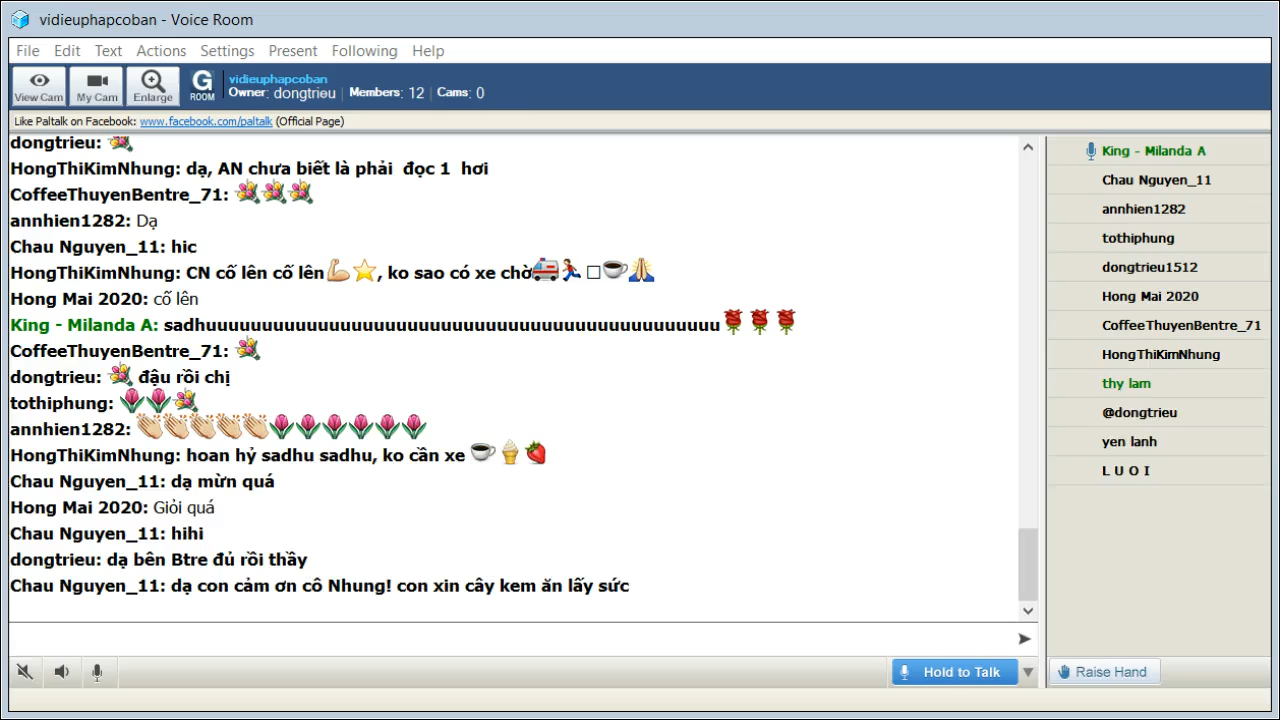 vidieuphapcoban - Voice Room
File Edit Text Actions Settings Present Following Help
View Cam My Cam Enlarge G ROOM
vidieuphapcoban
Owner: dongtrieu | Members: 12 | Cams: 0
Like Paltalk on Facebook: www.facebook.com/paltalk (Official Page)
dongtrieu:
HongThiKimNhung: dạ, AN chưa biết là phải đọc 1 hơi
CoffeeThuyenBentre_71:
annhien1282: Dạ
Chau Nguyen_11: hic
HongThiKimNhung: CN cố lên cố lên, ko sao có xe chờ
Hong Mai 2020: cố lên
King - Milanda A: sadhuuuuuuuuuuuuuuuuuuuuuuuuuuuuuuuuuuuuuuuuuuuuuuu
CoffeeThuyenBentre_71:
dongtrieu: đậu rồi chị
tothiphung:
annhien1282:
HongThiKimNhung: hoan hỷ sadhu sadhu, ko cần xe
Chau Nguyen_11: dạ mừn quá
Hong Mai 2020: Giỏi quá
Chau Nguyen_11: hihi
dongtrieu: dạ bên Btre đủ rồi thầy
Chau Nguyen_11: dạ con cảm ơn cô Nhung! con xin cây kem ăn lấy sức
King - Milanda A
Chau Nguyen_11
annhien1282
tothiphung
dongtrieu1512
Hong Mai 2020
CoffeeThuyenBentre_71
HongThiKimNhung
thy lam
@dongtrieu
yen lanh
L U O I
Hold to Talk
Raise Hand